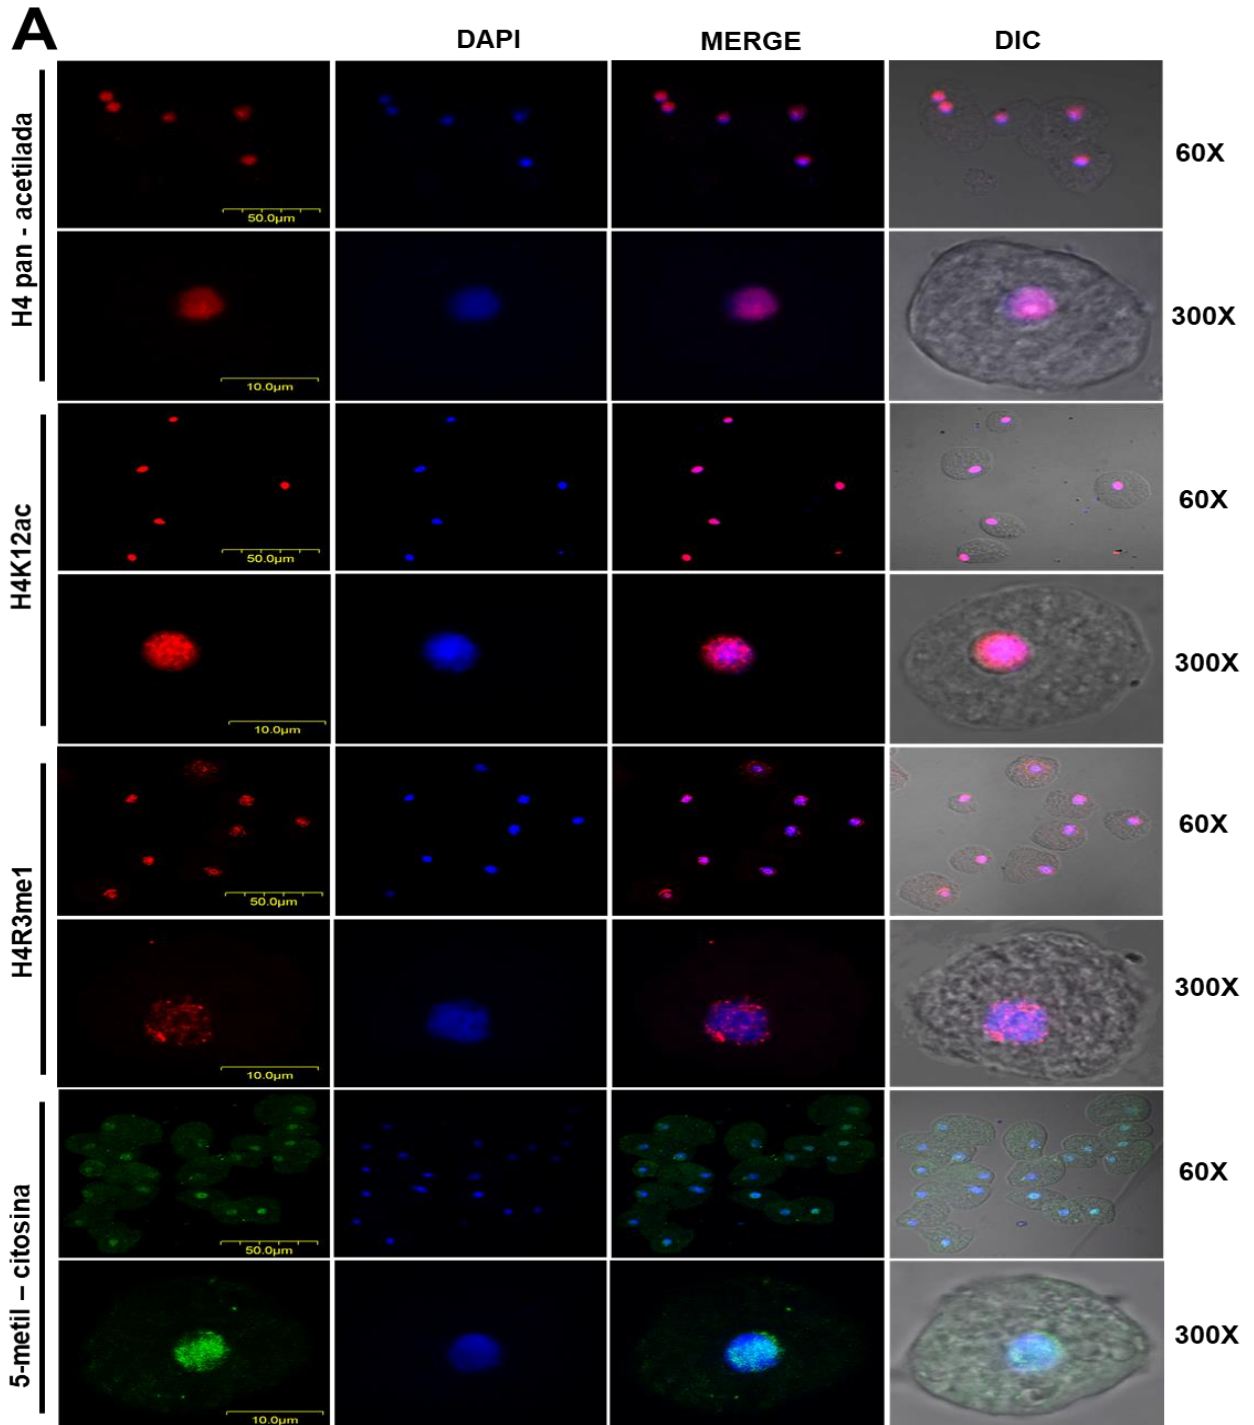 A
DAPI
MERGE
DIC
H4 pan - acetilada
50.0µm
60X
10.0µm
300X
H4K12ac
50.0µm
60X
10.0µm
300X
H4R3me1
50.0µm
60X
10.0µm
300X
5-metil – citosina
50.0µm
60X
10.0µm
300X